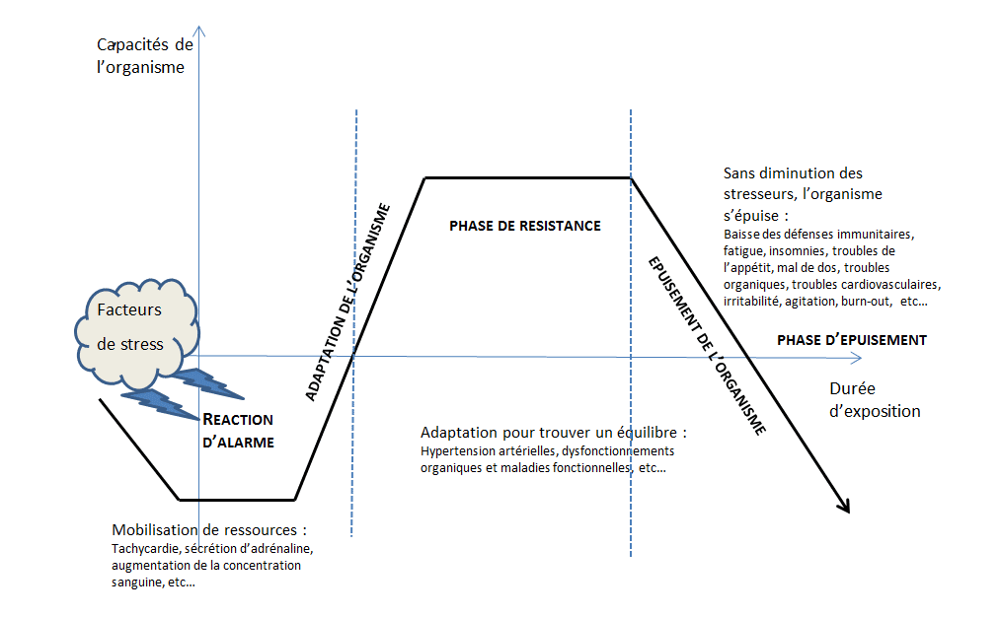 Capacités de
l'organisme
Facteurs
de stress
REACTION
D'ALARME
Mobilisation de ressources :
Tachycardie, sécrétion d'adrénaline,
augmentation de la concentration
sanguine, etc...
ADAPTATION DE L'ORGANISME
PHASE DE RESISTANCE
Adaptation pour trouver un équilibre :
Hypertension artérielles, dysfonctionnements
organiques et maladies fonctionnelles, etc...
EPUISEMENT DE L'ORGANISME
Sans diminution des
stresseurs, l'organisme
s'épuise :
Baisse des défenses immunitaires,
fatigue, insomnies, troubles de
l'appétit, mal de dos, troubles
organiques, troubles cardiovasculaires,
irritabilité, agitation, burn-out, etc...
PHASE D'EPUISEMENT
Durée
d'exposition